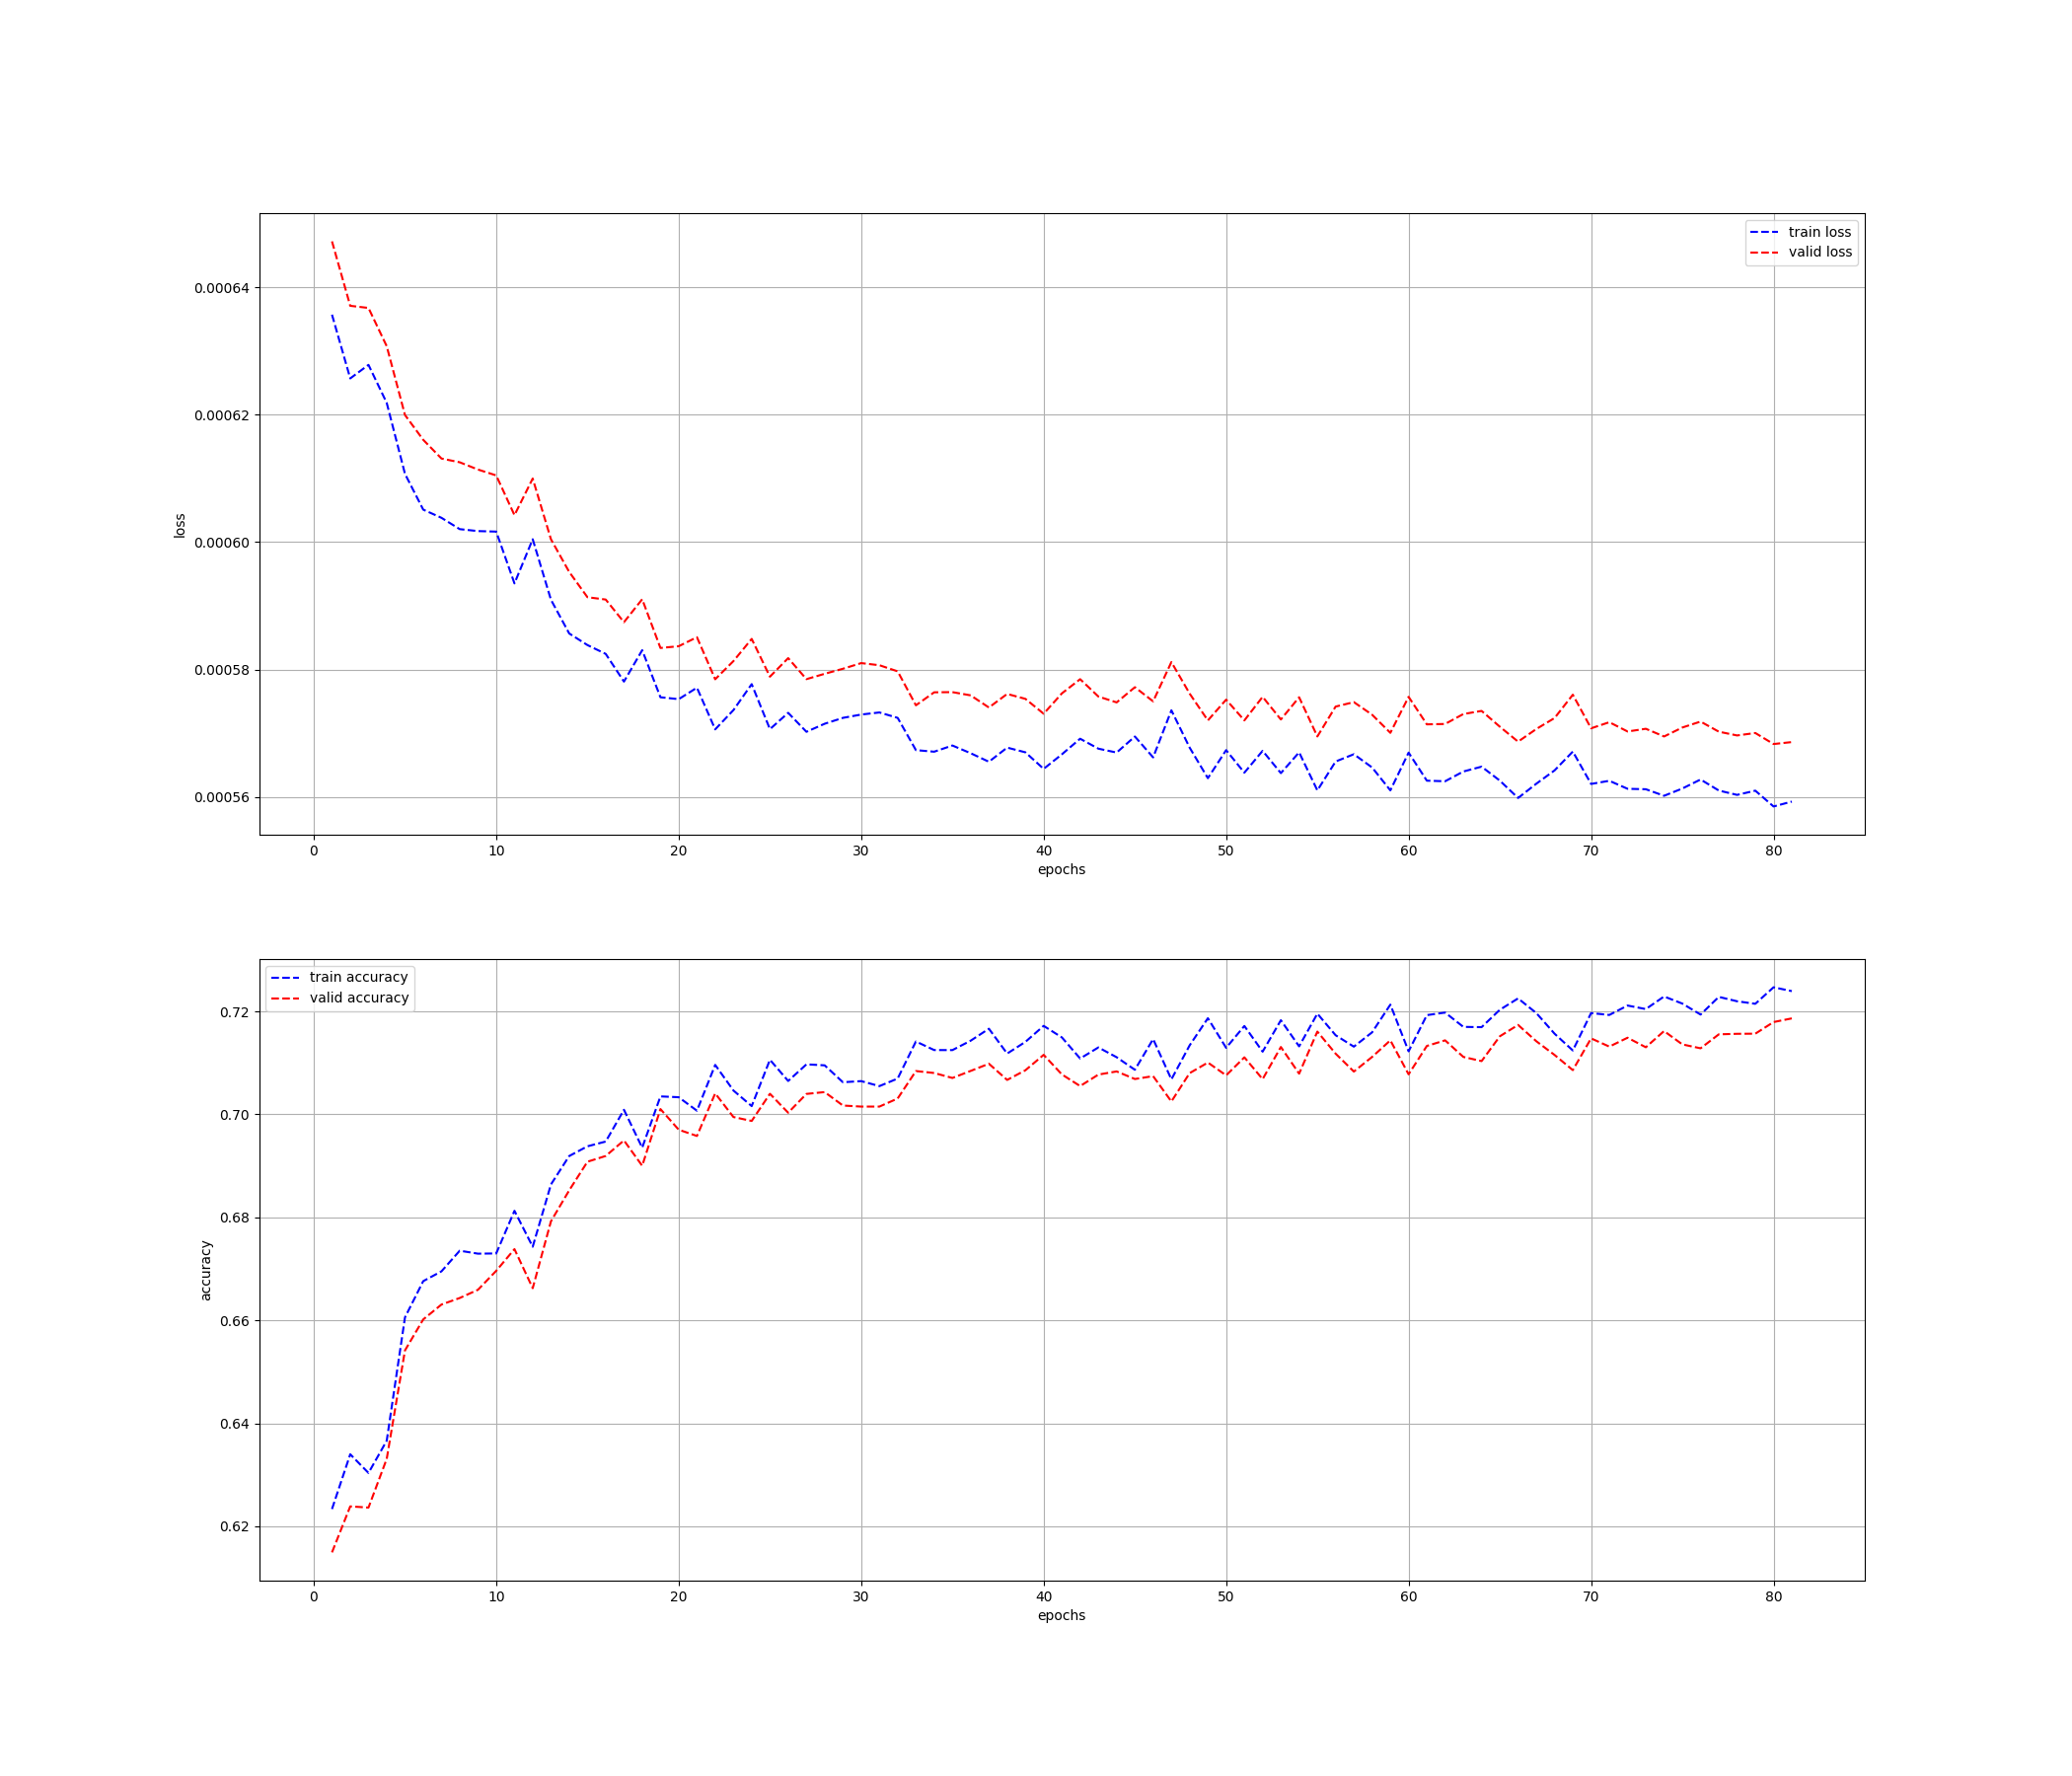 train loss
valid loss
0.00064
0.00062
0.00060
0.00058
0.00056
loss
0 10 20 30 40 50 60 70 80
epochs
train accuracy
valid accuracy
0.72
0.70
0.68
0.66
0.64
0.62
accuracy
0 10 20 30 40 50 60 70 80
epochs